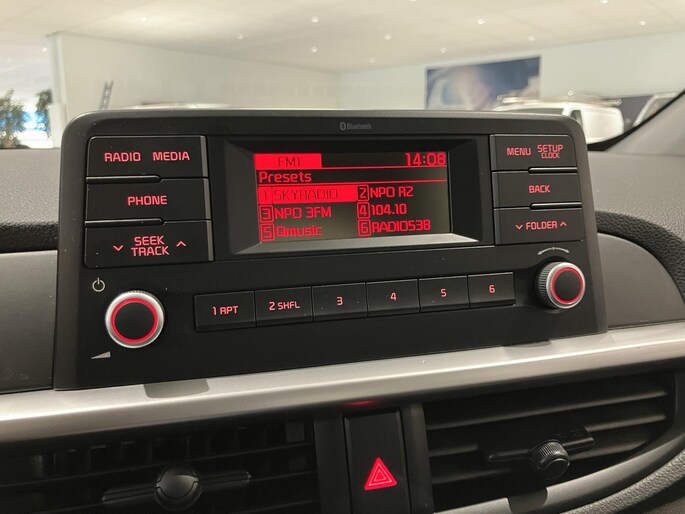 Bluetooth
RADIO MEDIA
PHONE
SEEK
TRACK
FM1 14:08
Presets
1 SKYRADIO 2 NPO R2
3 NPO 3FM 4 104.10
5 Qmusic 6 RADIO538
MENU SETUP
CLOCK
BACK
FOLDER
1 RPT 2 SHFL 3 4 5 6